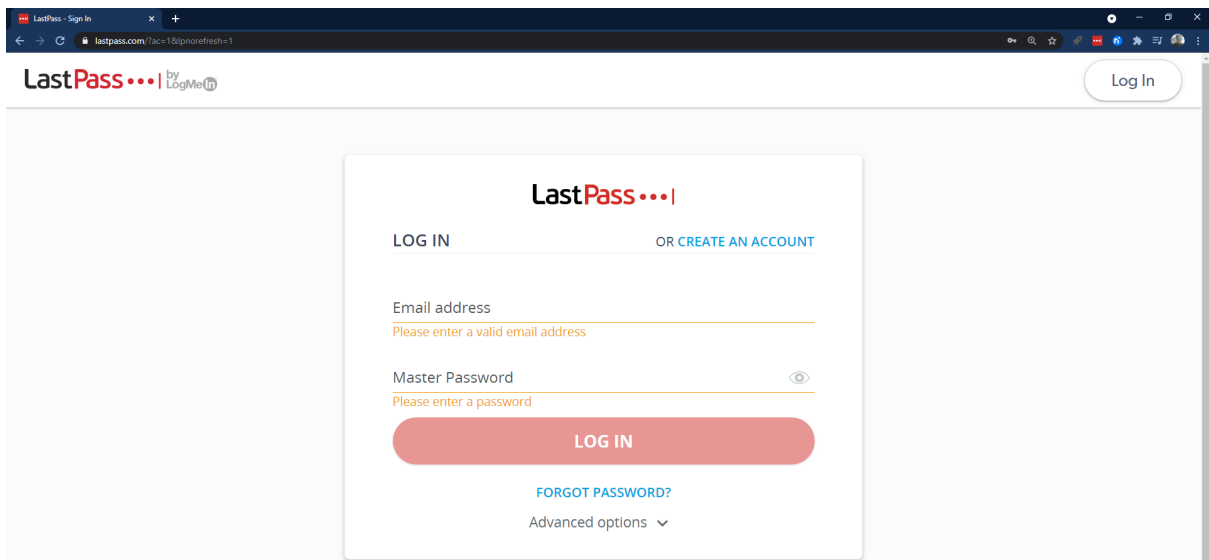 LastPass - Sign In
lastpass.com/?ac=1&lpnorefresh=1
LastPass by LogMeIn
Log In
LastPass
LOG IN
OR CREATE AN ACCOUNT
Email address
Please enter a valid email address
Master Password
Please enter a password
LOG IN
FORGOT PASSWORD?
Advanced options